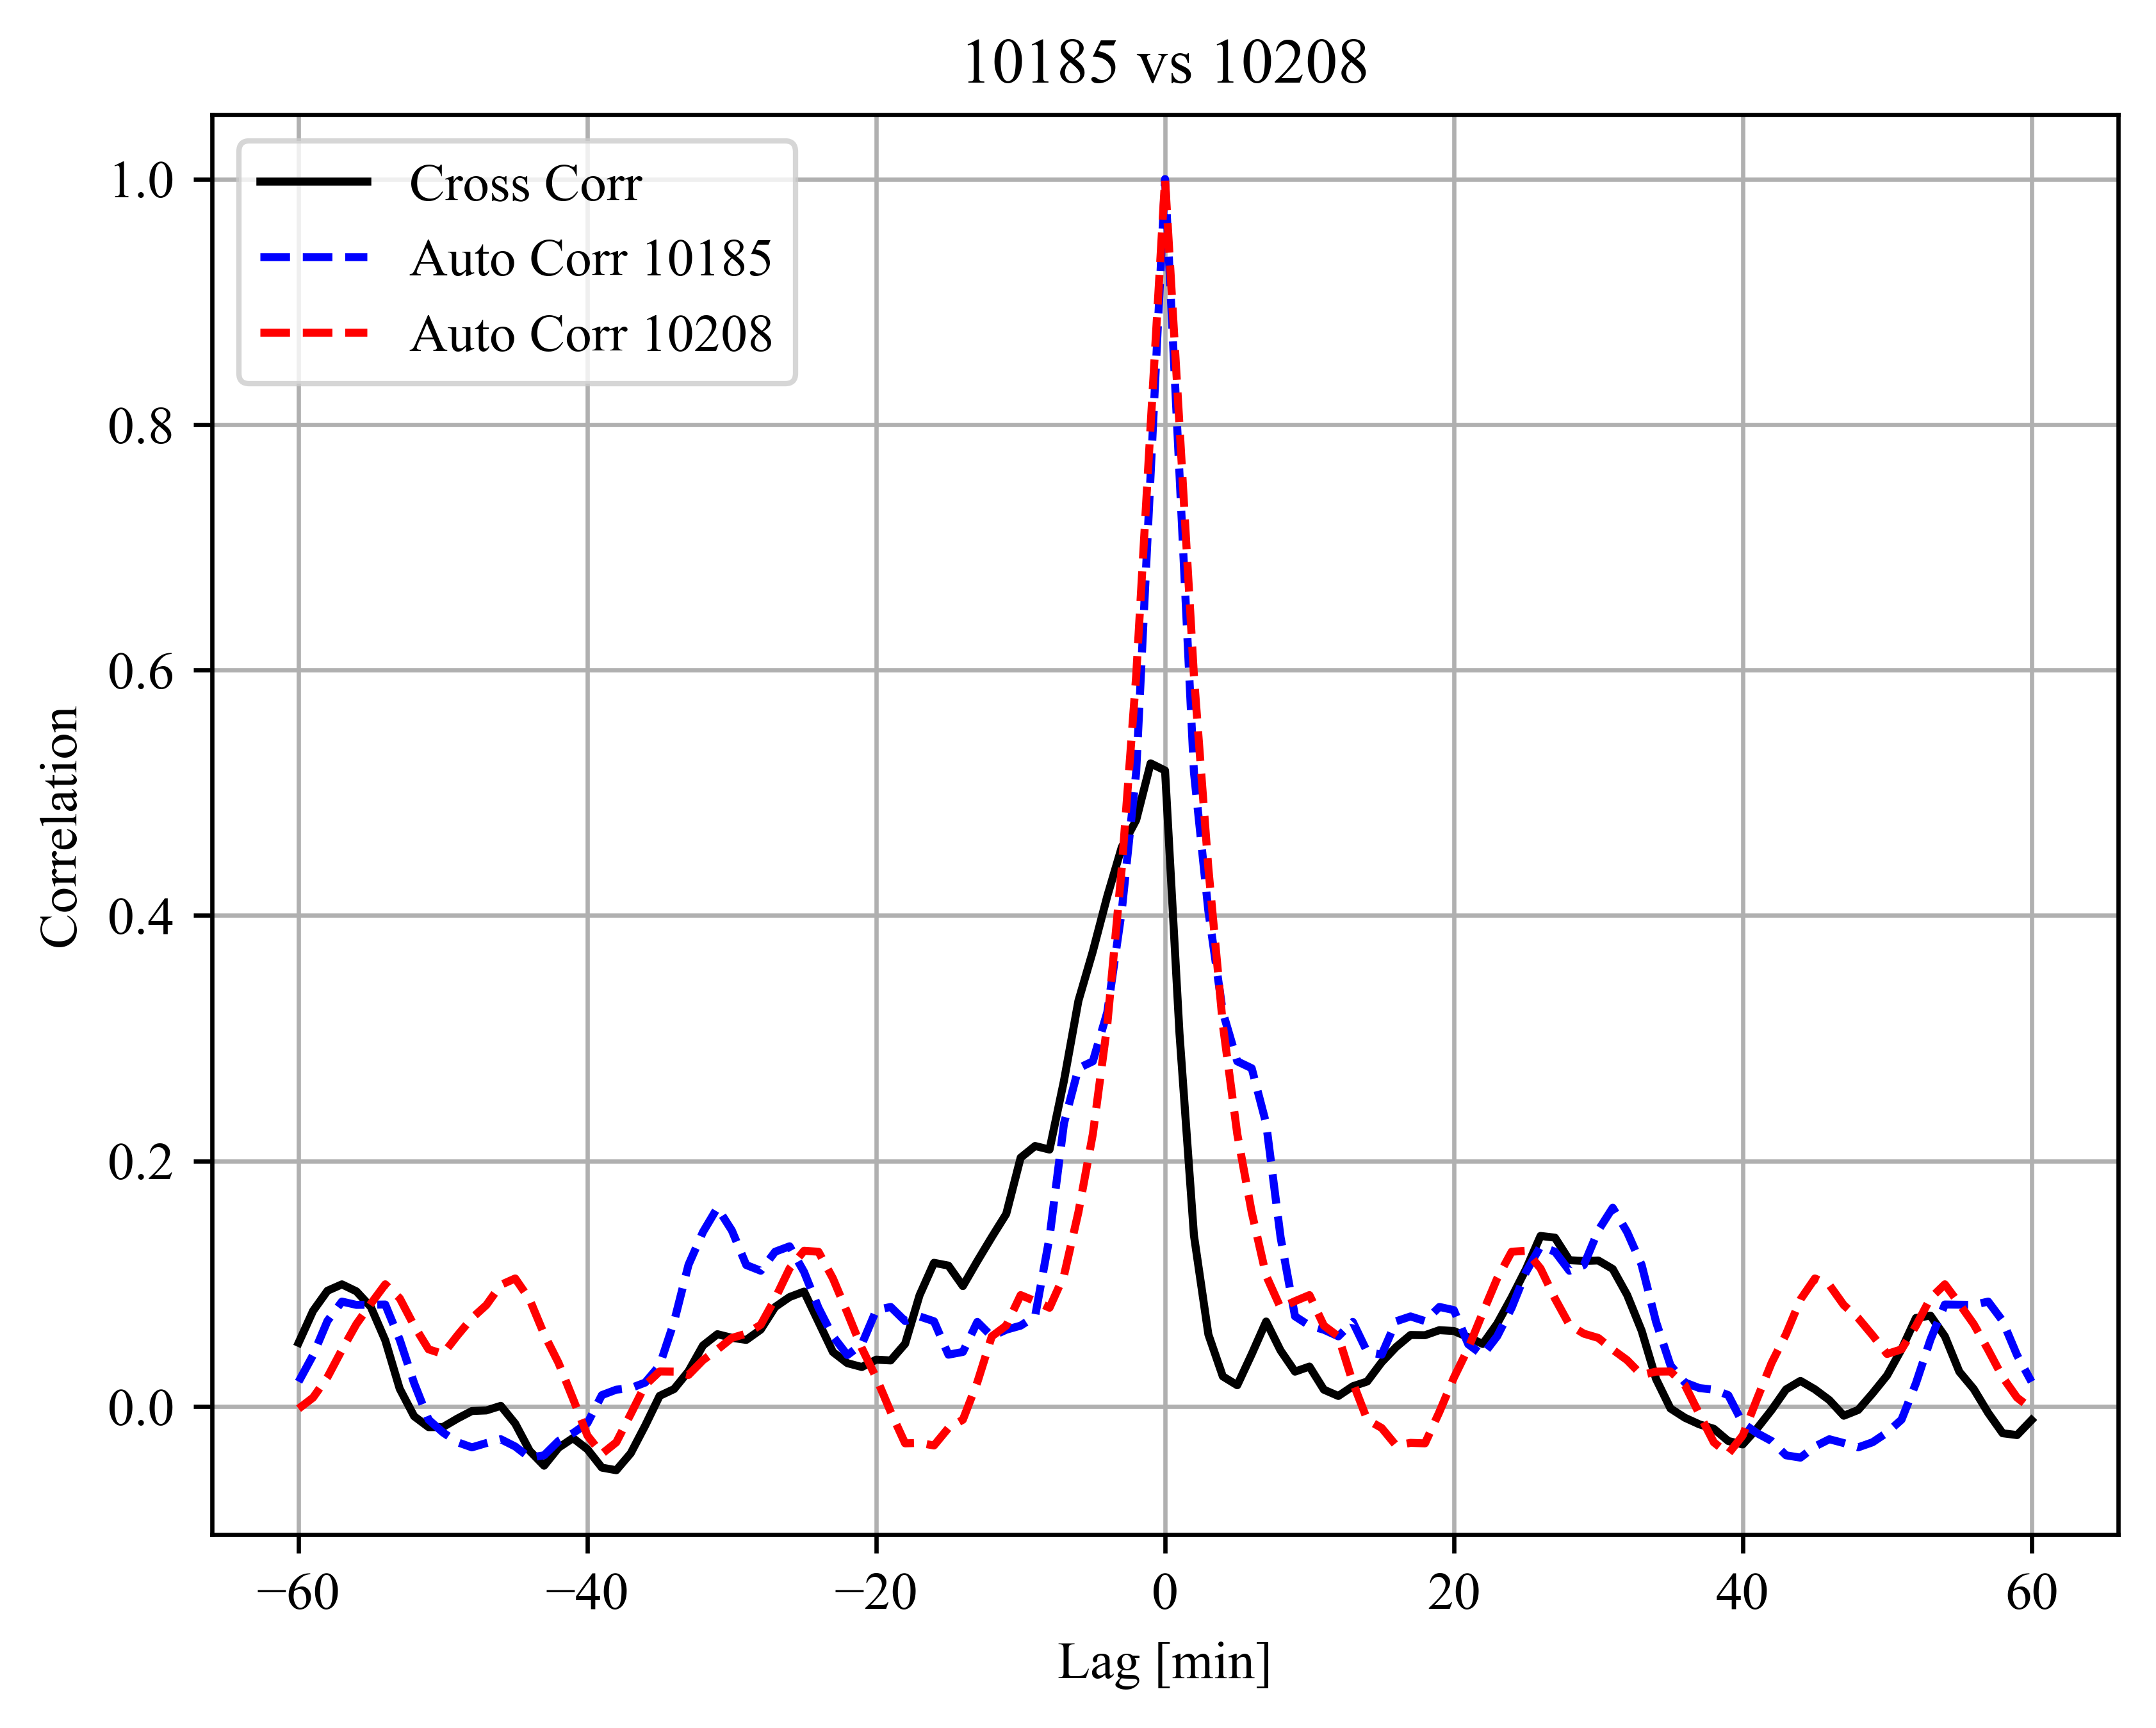 10185 vs 10208
Cross Corr
Auto Corr 10185
Auto Corr 10208
1.0
0.8
0.6
0.4
0.2
0.0
Correlation
−60 −40 −20 0 20 40 60
Lag [min]